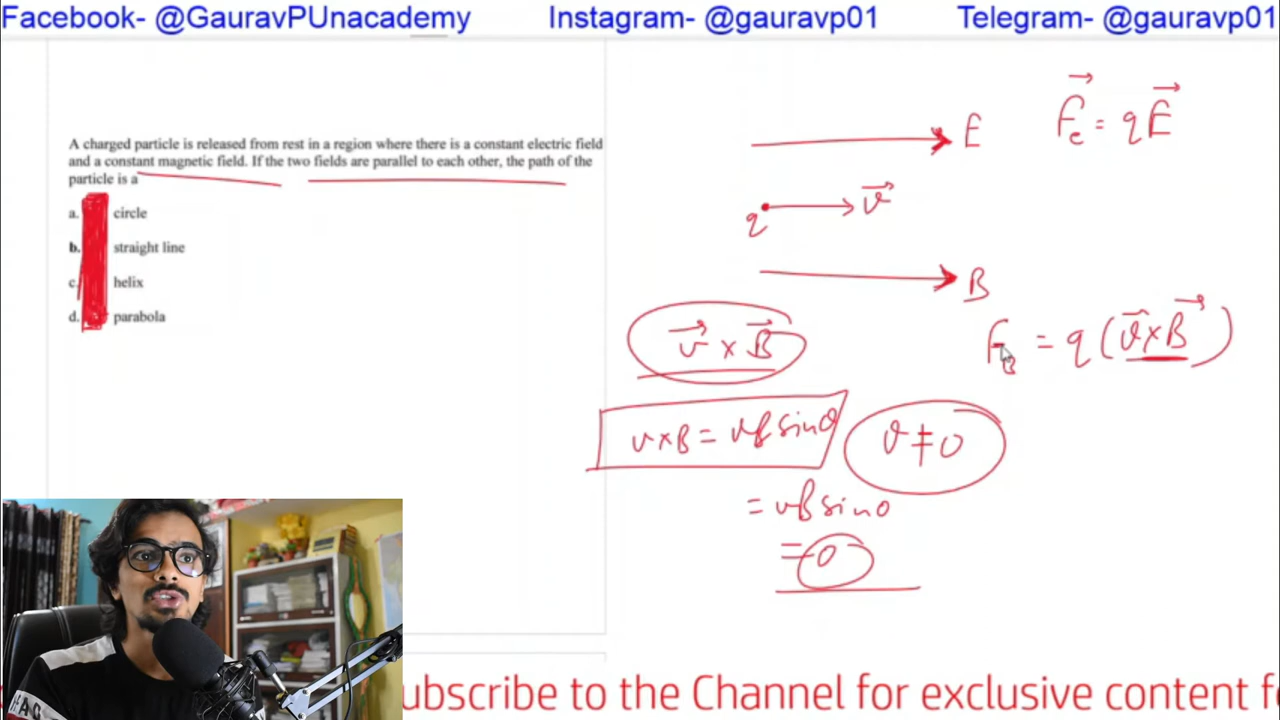 Facebook- @GauravPUnacademy Instagram- @gauravp01 Telegram- @gauravp01
A charged particle is released from rest in a region where there is a constant electric field
and a constant magnetic field. If the two fields are parallel to each other, the path of the
particle is a
a. circle
b. straight line
c. helix
d. parabola
E
F⃗e = qE⃗
q v⃗
B
v⃗ × B⃗
FB = q (v⃗×B⃗)
v×B = vB sinθ
v ≠ 0
= vB sin0
= 0
ubscribe to the Channel for exclusive content f